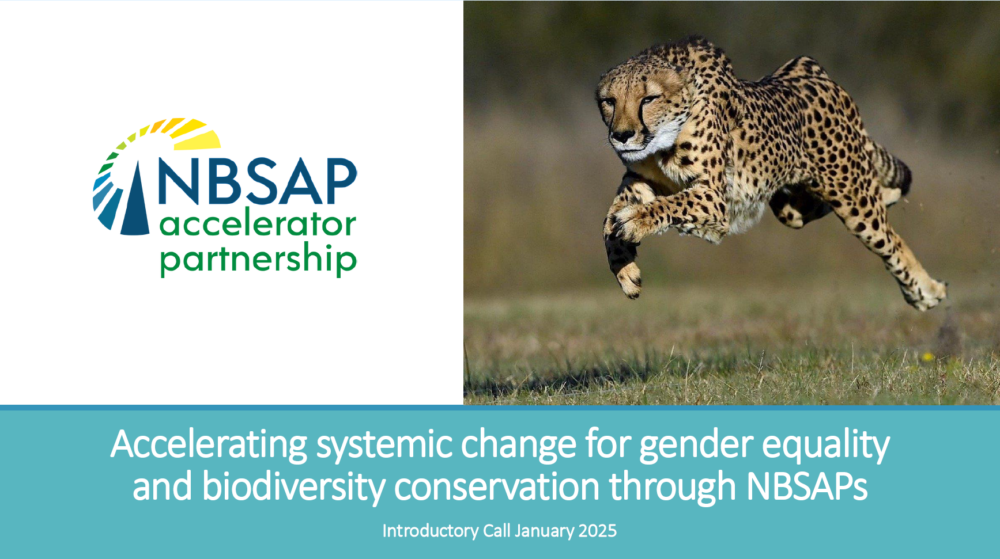 NBSAP
accelerator
partnership
Accelerating systemic change for gender equality
and biodiversity conservation through NBSAPs
Introductory Call January 2025